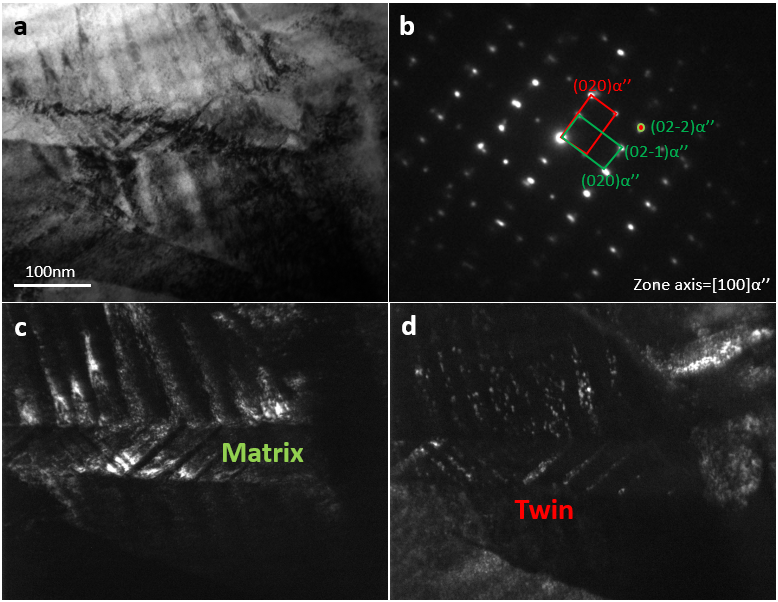 a
b
(020)α′′
(02-2)α′′
(02-1)α′′
(020)α′′
100nm
Zone axis=[100]α′′
c
d
Matrix
Twin